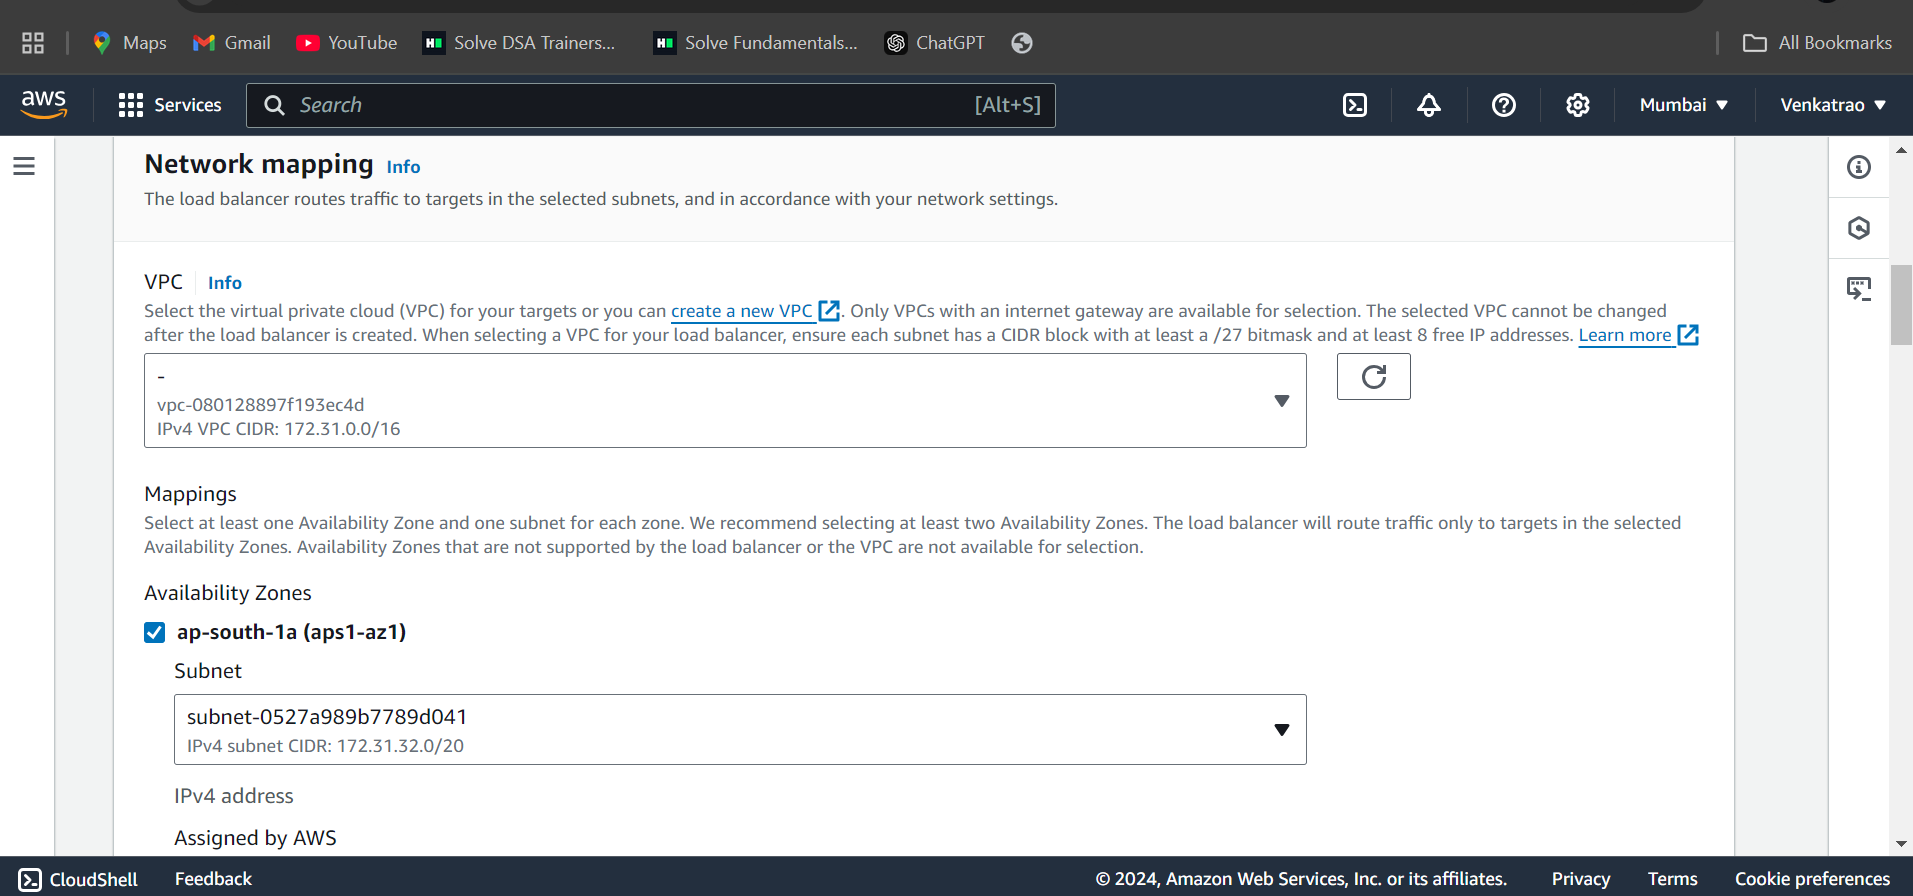 Maps Gmail YouTube Solve DSA Trainers... Solve Fundamentals... ChatGPT All Bookmarks
aws Services Search [Alt+S] Mumbai Venkatrao
Network mapping Info
The load balancer routes traffic to targets in the selected subnets, and in accordance with your network settings.
VPC Info
Select the virtual private cloud (VPC) for your targets or you can create a new VPC. Only VPCs with an internet gateway are available for selection. The selected VPC cannot be changed
after the load balancer is created. When selecting a VPC for your load balancer, ensure each subnet has a CIDR block with at least a /27 bitmask and at least 8 free IP addresses. Learn more
-
vpc-080128897f193ec4d
IPv4 VPC CIDR: 172.31.0.0/16
Mappings
Select at least one Availability Zone and one subnet for each zone. We recommend selecting at least two Availability Zones. The load balancer will route traffic only to targets in the selected
Availability Zones. Availability Zones that are not supported by the load balancer or the VPC are not available for selection.
Availability Zones
ap-south-1a (aps1-az1)
Subnet
subnet-0527a989b7789d041
IPv4 subnet CIDR: 172.31.32.0/20
IPv4 address
Assigned by AWS
CloudShell Feedback © 2024, Amazon Web Services, Inc. or its affiliates. Privacy Terms Cookie preferences